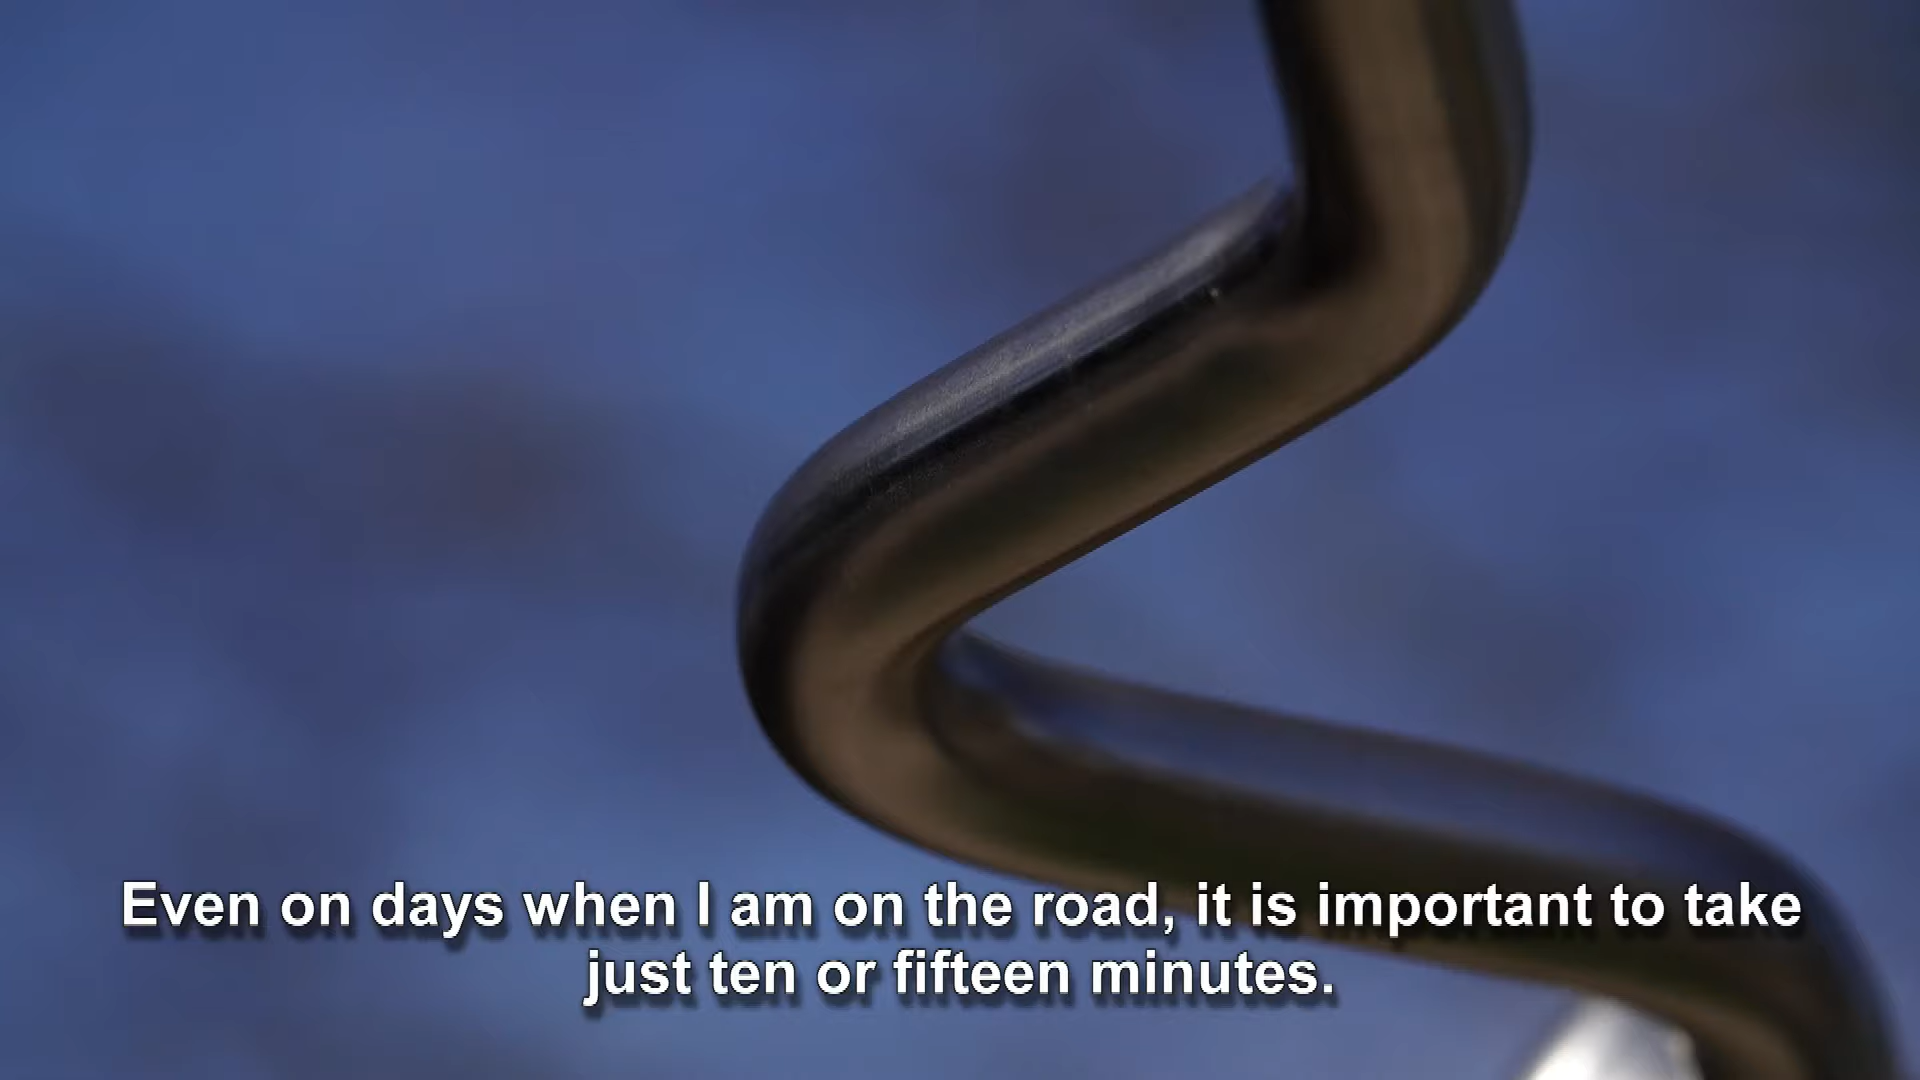 Even on days when I am on the road, it is important to take
just ten or fifteen minutes.